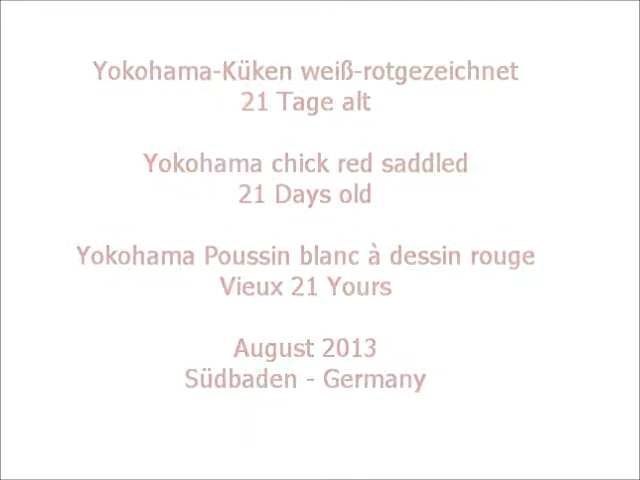 Yokohama-Küken weiß-rotgezeichnet
21 Tage alt
Yokohama chick red saddled
21 Days old
Yokohama Poussin blanc à dessin rouge
Vieux 21 Yours
August 2013
Südbaden - Germany